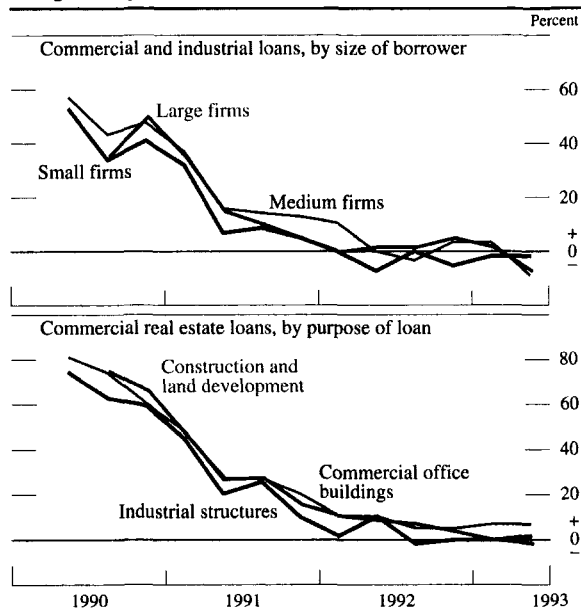 Percent
Commercial and industrial loans, by size of borrower
60
Large firms
40
Small firms
Medium firms
20
+
0
−
Commercial real estate loans, by purpose of loan
80
Construction and
land development
60
40
Commercial office
buildings
20
Industrial structures
+
0
−
1990 1991 1992 1993